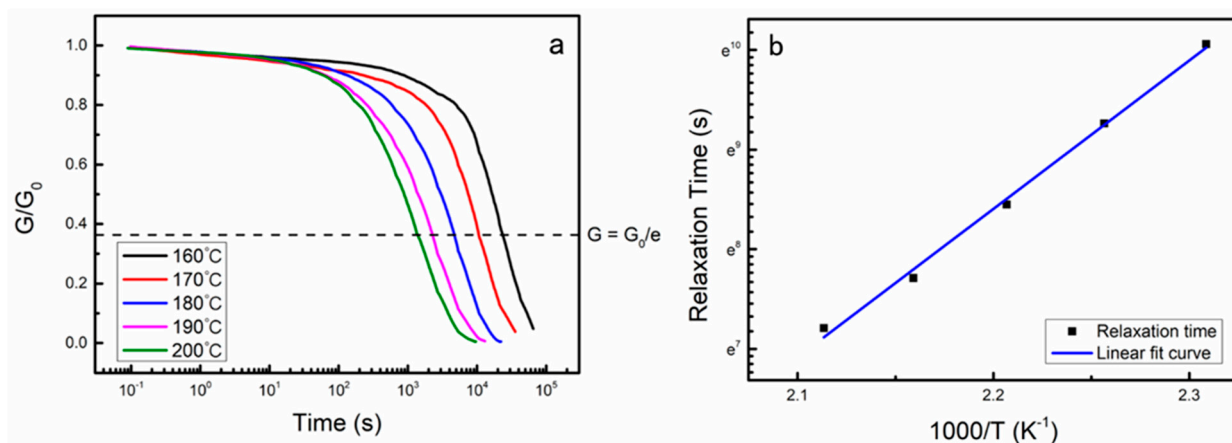 a
G/G₀
1.0
0.8
0.6
0.4
0.2
0.0
G = G₀/e
160℃
170℃
180℃
190℃
200℃
10⁻¹ 10⁰ 10¹ 10² 10³ 10⁴ 10⁵
Time (s)
b
Relaxation Time (s)
e¹⁰
e⁹
e⁸
e⁷
Relaxation time
Linear fit curve
2.1 2.2 2.3
1000/T (K⁻¹)